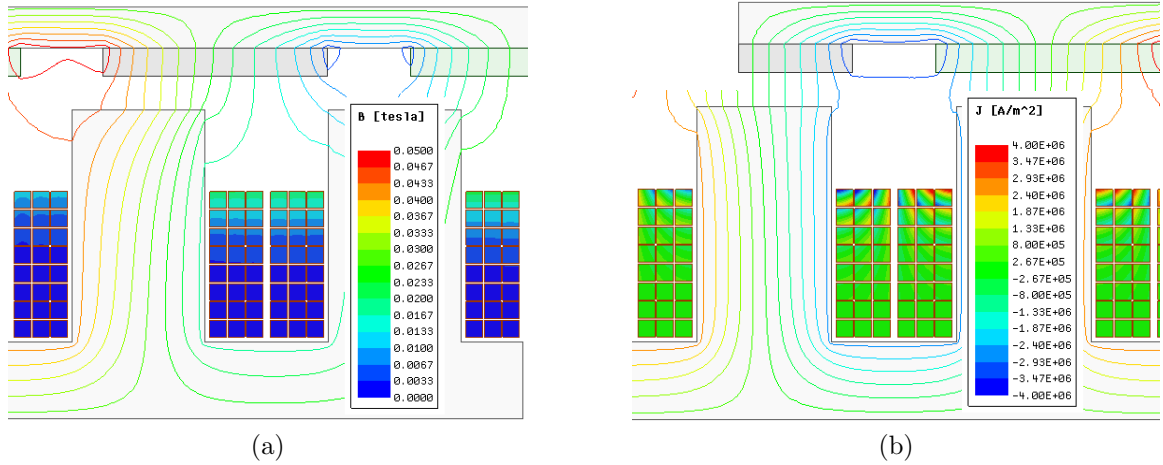 B [tesla]
0.0500
0.0467
0.0433
0.0400
0.0367
0.0333
0.0300
0.0267
0.0233
0.0200
0.0167
0.0133
0.0100
0.0067
0.0033
0.0000
(a)
J [A/m^2]
4.00E+06
3.47E+06
2.93E+06
2.40E+06
1.87E+06
1.33E+06
8.00E+05
2.67E+05
-2.67E+05
-8.00E+05
-1.33E+06
-1.87E+06
-2.40E+06
-2.93E+06
-3.47E+06
-4.00E+06
(b)